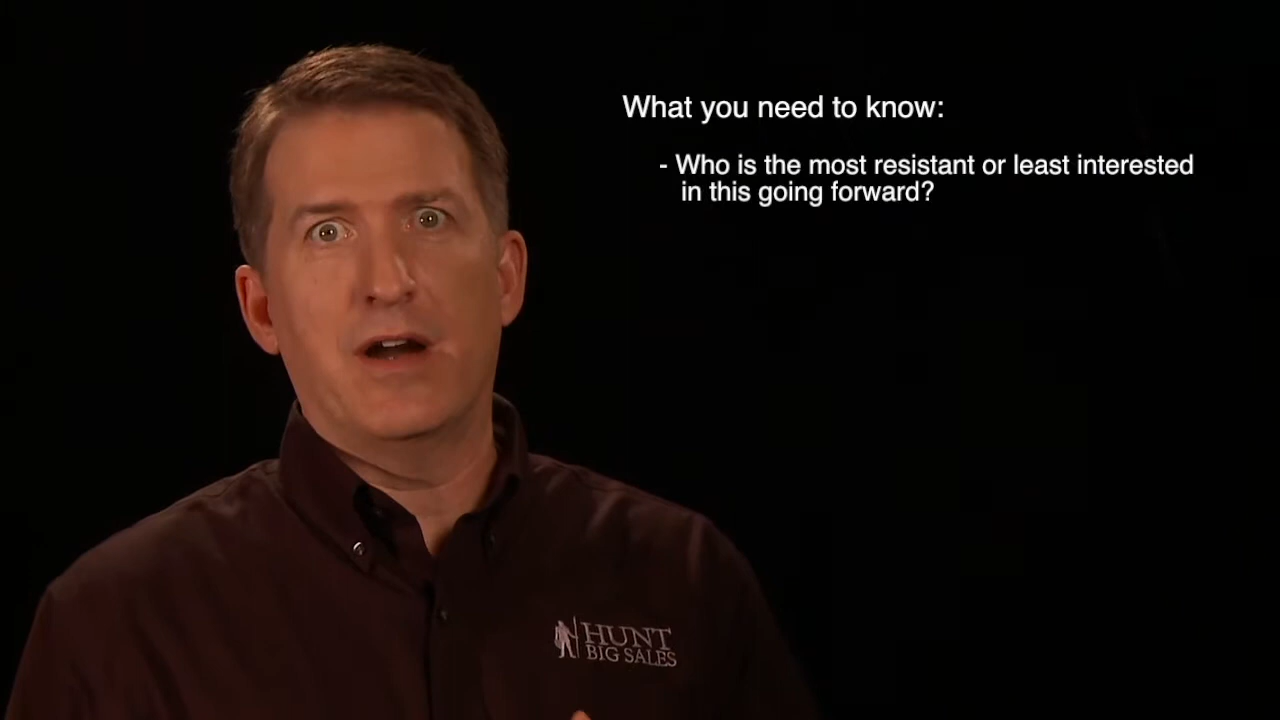 What you need to know:
- Who is the most resistant or least interested
in this going forward?
HUNT
BIG SALES